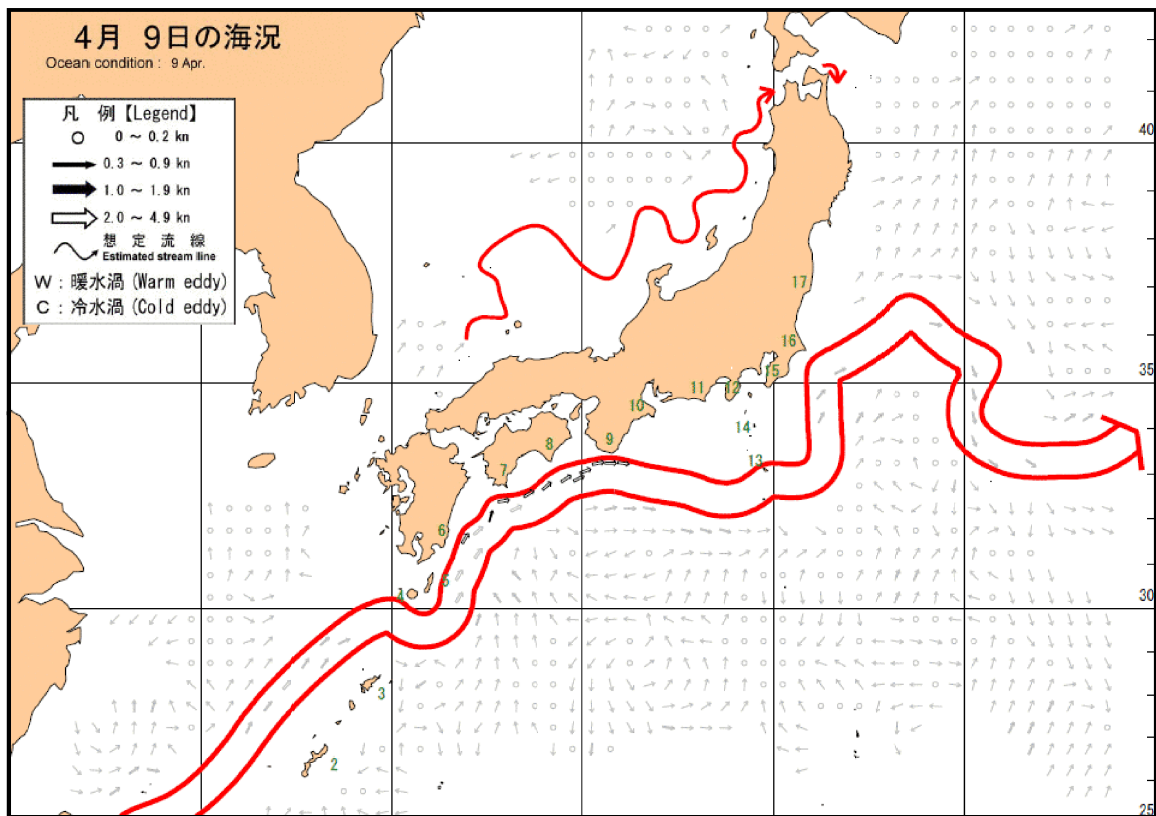 4月 9日の海況
Ocean condition : 9 Apr.
凡 例【Legend】
0 ～ 0.2 kn
0.3 ～ 0.9 kn
1.0 ～ 1.9 kn
2.0 ～ 4.9 kn
想 定 流 線
Estimated stream line
W : 暖水渦 (Warm eddy)
C : 冷水渦 (Cold eddy)
40
17
16
15
35
12
11
10
14
9
8
13
7
6
5
4
30
3
2
25